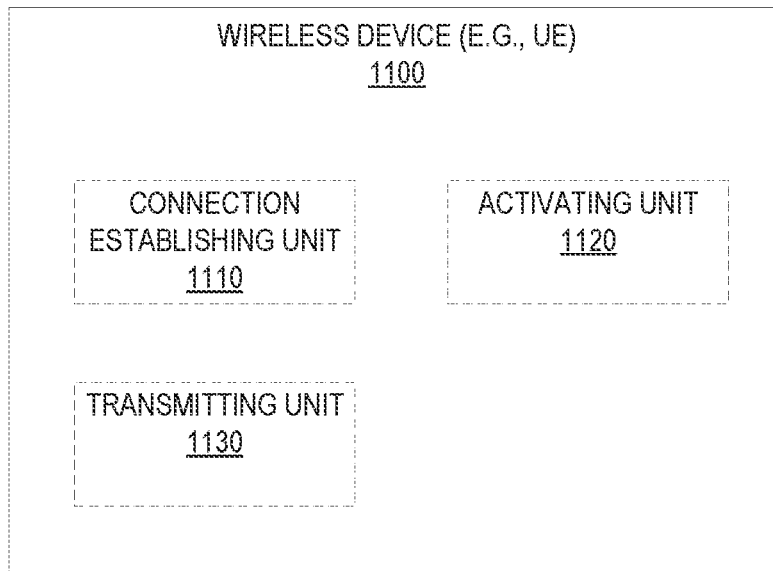 WIRELESS DEVICE (E.G., UE)
1100
CONNECTION
ESTABLISHING UNIT
1110
ACTIVATING UNIT
1120
TRANSMITTING UNIT
1130